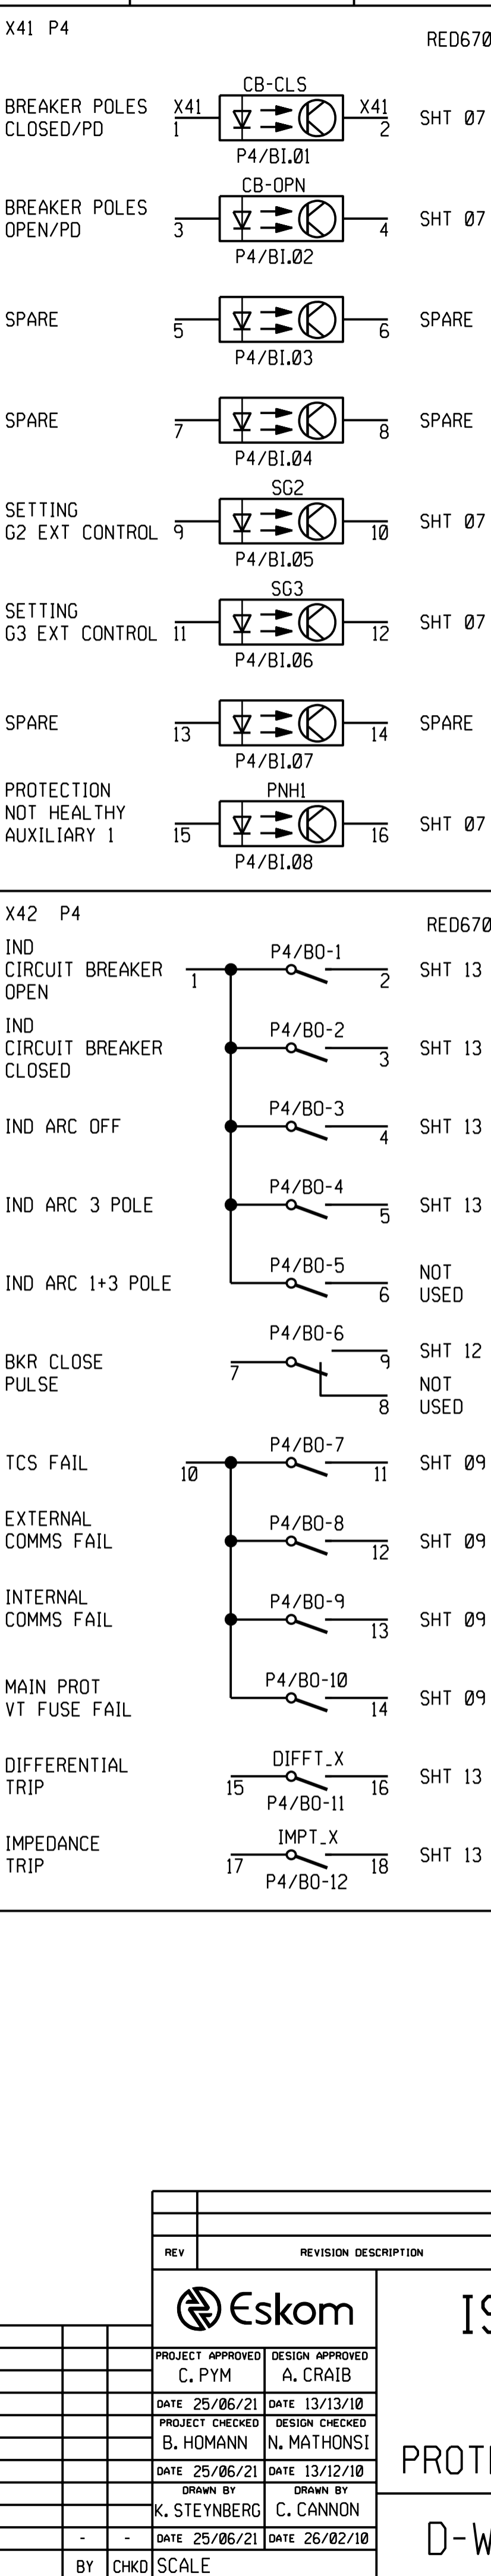 X41 P4
RED670
BREAKER POLES
CLOSED/PD
X41
1
CB-CLS
X41
2
P4/BI.01
SHT 07
BREAKER POLES
OPEN/PD
3
CB-OPN
4
P4/BI.02
SHT 07
SPARE
5
6
P4/BI.03
SPARE
SPARE
7
8
P4/BI.04
SPARE
SETTING
G2 EXT CONTROL
9
SG2
10
P4/BI.05
SHT 07
SETTING
G3 EXT CONTROL
11
SG3
12
P4/BI.06
SHT 07
SPARE
13
14
P4/BI.07
SPARE
PROTECTION
NOT HEALTHY
AUXILIARY 1
15
PNH1
16
P4/BI.08
SHT 07
X42 P4
RED670
IND
CIRCUIT BREAKER
OPEN
1
P4/BO-1
2
SHT 13
IND
CIRCUIT BREAKER
CLOSED
P4/BO-2
3
SHT 13
IND ARC OFF
P4/BO-3
4
SHT 13
IND ARC 3 POLE
P4/BO-4
5
SHT 13
IND ARC 1+3 POLE
P4/BO-5
6
NOT
USED
BKR CLOSE
PULSE
7
P4/BO-6
9
SHT 12
8
NOT
USED
TCS FAIL
10
P4/BO-7
11
SHT 09
EXTERNAL
COMMS FAIL
P4/BO-8
12
SHT 09
INTERNAL
COMMS FAIL
P4/BO-9
13
SHT 09
MAIN PROT
VT FUSE FAIL
P4/BO-10
14
SHT 09
DIFFERENTIAL
TRIP
15
DIFFT_X
16
P4/BO-11
SHT 13
IMPEDANCE
TRIP
17
IMPT_X
18
P4/BO-12
SHT 13
REV
REVISION DESCRIPTION
Eskom
IS
PROJECT APPROVED
DESIGN APPROVED
C. PYM
A. CRAIB
DATE 25/06/21
DATE 13/13/10
PROJECT CHECKED
DESIGN CHECKED
B. HOMANN
N. MATHONSI
DATE 25/06/21
DATE 13/12/10
PROTE
DRAWN BY
DRAWN BY
K. STEYNBERG
C. CANNON
- -
DATE 25/06/21
DATE 26/02/10
D-W
BY
CHKD
SCALE